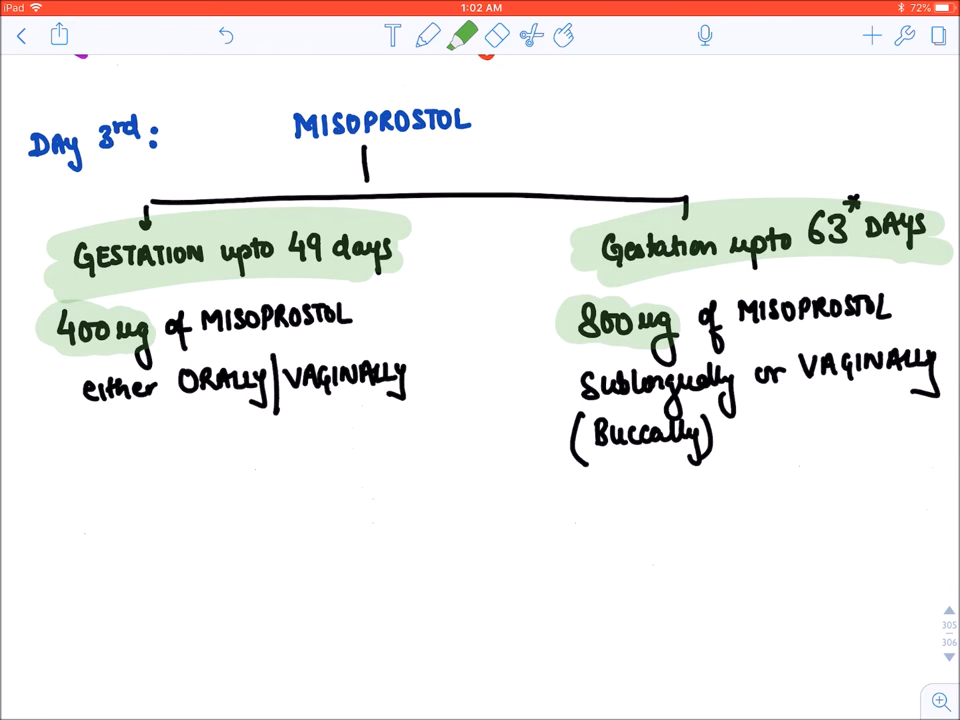 iPad
1:02 AM
72%
T
DAy 3rd:
MISOPROSTOL
GESTATION upto 49 days
Gestation upto 63* DAYs
400 ug of MISOPROSTOL
either ORALLY/VAGINALLY
800 ug of MISOPROSTOL
Sublingually or VAGINALLY
(Buccally)
305
306